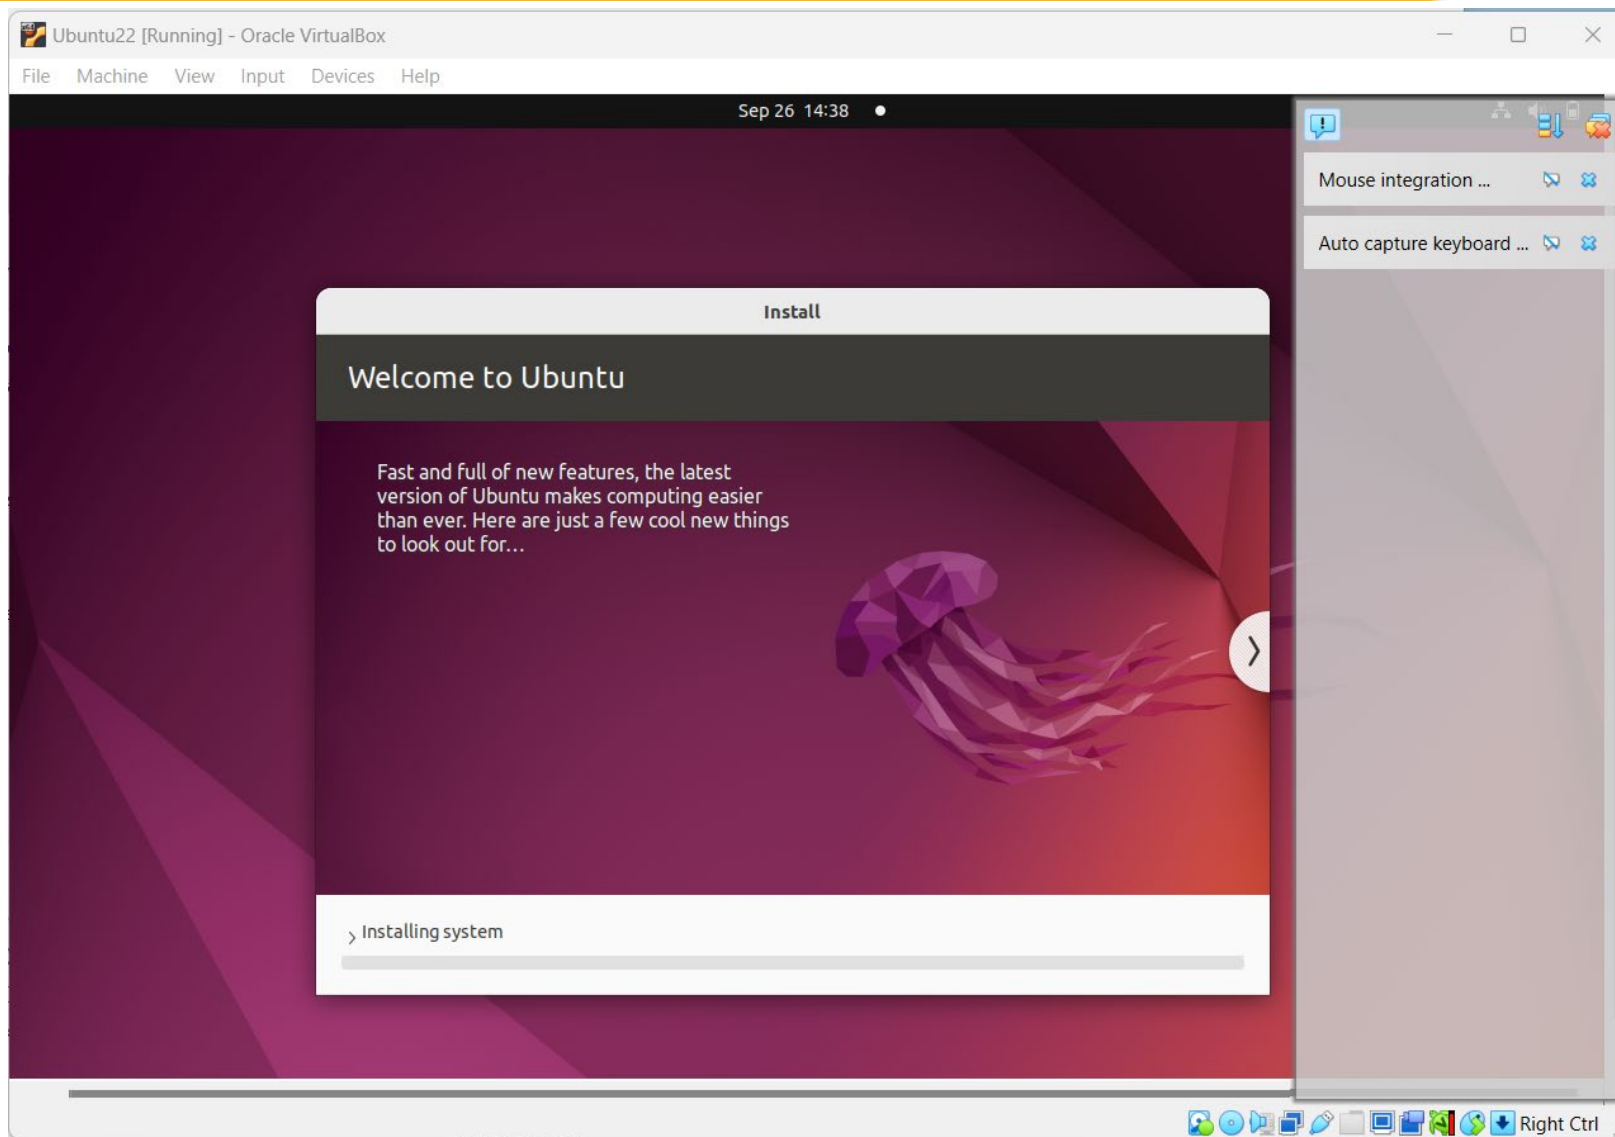 Ubuntu22 [Running] - Oracle VirtualBox
File Machine View Input Devices Help
Sep 26 14:38
Mouse integration ...
Auto capture keyboard ...
Install
Welcome to Ubuntu
Fast and full of new features, the latest
version of Ubuntu makes computing easier
than ever. Here are just a few cool new things
to look out for...
Installing system
Right Ctrl